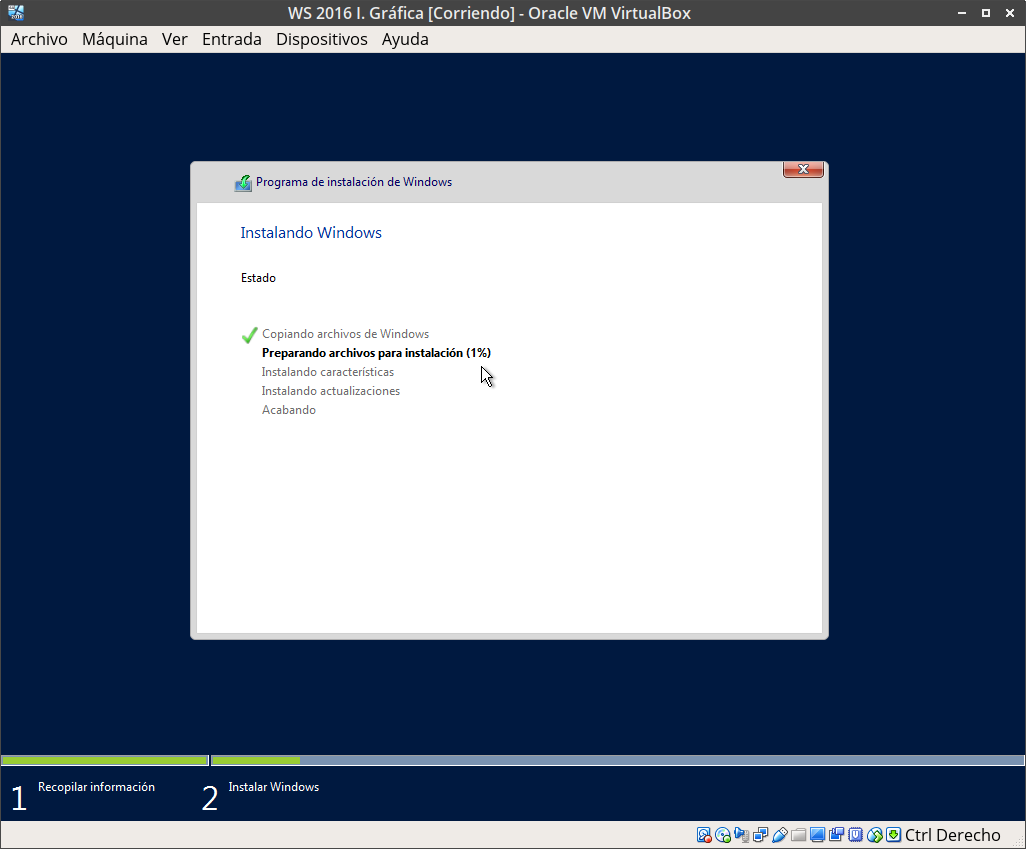 WS 2016 I. Gráfica [Corriendo] - Oracle VM VirtualBox
Archivo Máquina Ver Entrada Dispositivos Ayuda
Programa de instalación de Windows
Instalando Windows
Estado
Copiando archivos de Windows
Preparando archivos para instalación (1%)
Instalando características
Instalando actualizaciones
Acabando
1 Recopilar información
2 Instalar Windows
Ctrl Derecho